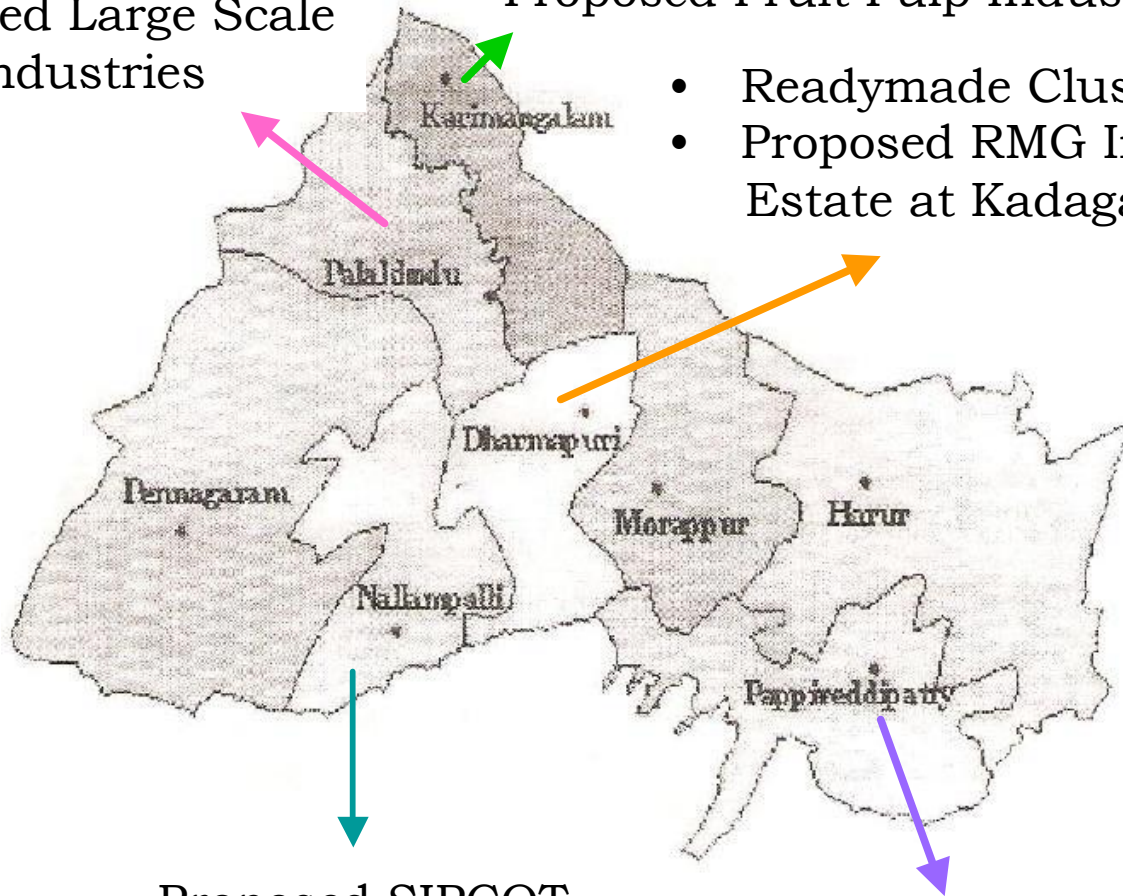 ed Large Scale
ndustries
Proposed Fruit Pulp Indus
• Readymade Clus
• Proposed RMG I
Estate at Kadaga
Karimangalam
Palakkodu
Dharmapuri
Pennagaram
Morappur
Harur
Nallampalli
Pappireddipatty
Proposed SIPCOT